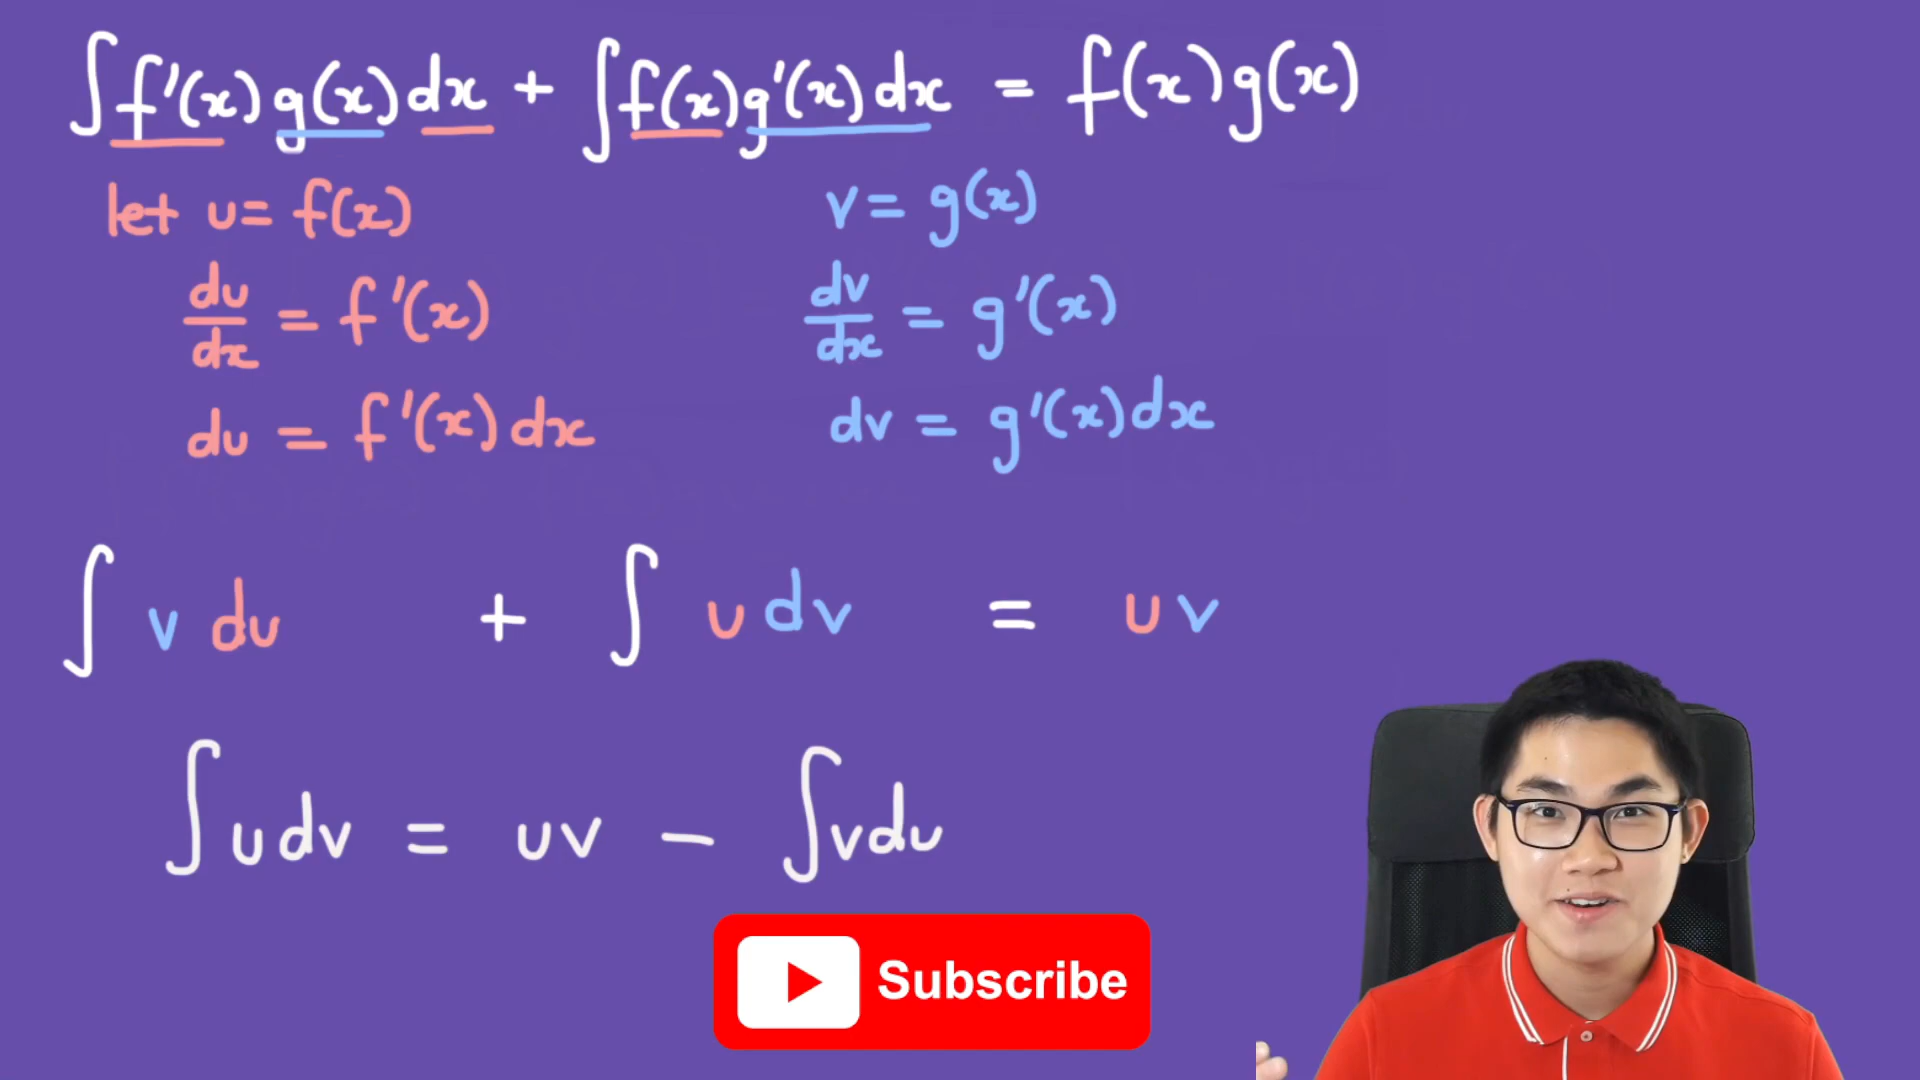 ∫f'(x)g(x)dx + ∫f(x)g'(x)dx = f(x)g(x)
let u = f(x)
v = g(x)
du/dx = f'(x)
dv/dx = g'(x)
du = f'(x)dx
dv = g'(x)dx
∫ v du + ∫ u dv = u v
∫udv = uv − ∫vdu
Subscribe